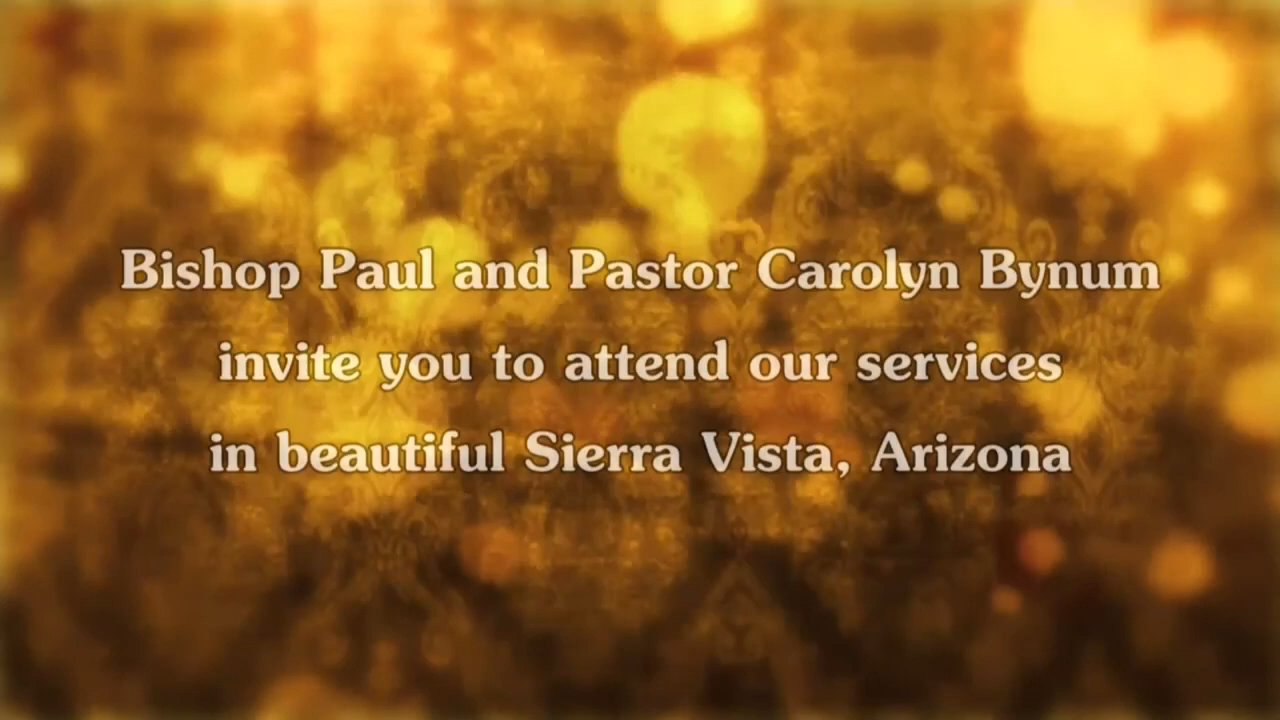 Bishop Paul and Pastor Carolyn Bynum
invite you to attend our services
in beautiful Sierra Vista, Arizona